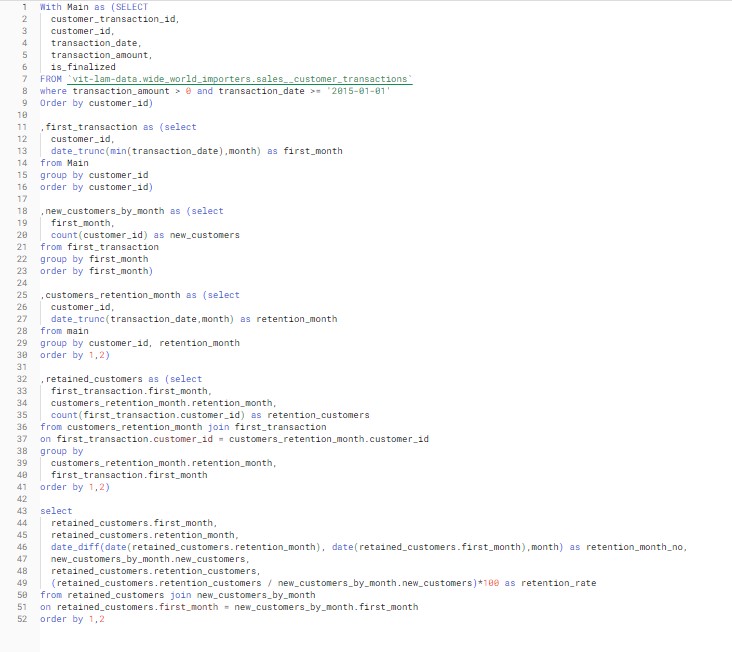 1 With Main as (SELECT
2 customer_transaction_id,
3 customer_id,
4 transaction_date,
5 transaction_amount,
6 is_finalized
7 FROM `vit-lam-data.wide_world_importers.sales__customer_transactions`
8 where transaction_amount > 0 and transaction_date >= '2015-01-01'
9 Order by customer_id)
10
11 ,first_transaction as (select
12 customer_id,
13 date_trunc(min(transaction_date),month) as first_month
14 from Main
15 group by customer_id
16 order by customer_id)
17
18 ,new_customers_by_month as (select
19 first_month,
20 count(customer_id) as new_customers
21 from first_transaction
22 group by first_month
23 order by first_month)
24
25 ,customers_retention_month as (select
26 customer_id,
27 date_trunc(transaction_date,month) as retention_month
28 from main
29 group by customer_id, retention_month
30 order by 1,2)
31
32 ,retained_customers as (select
33 first_transaction.first_month,
34 customers_retention_month.retention_month,
35 count(first_transaction.customer_id) as retention_customers
36 from customers_retention_month join first_transaction
37 on first_transaction.customer_id = customers_retention_month.customer_id
38 group by
39 customers_retention_month.retention_month,
40 first_transaction.first_month
41 order by 1,2)
42
43 select
44 retained_customers.first_month,
45 retained_customers.retention_month,
46 date_diff(date(retained_customers.retention_month), date(retained_customers.first_month),month) as retention_month_no,
47 new_customers_by_month.new_customers,
48 retained_customers.retention_customers,
49 (retained_customers.retention_customers / new_customers_by_month.new_customers)*100 as retention_rate
50 from retained_customers join new_customers_by_month
51 on retained_customers.first_month = new_customers_by_month.first_month
52 order by 1,2